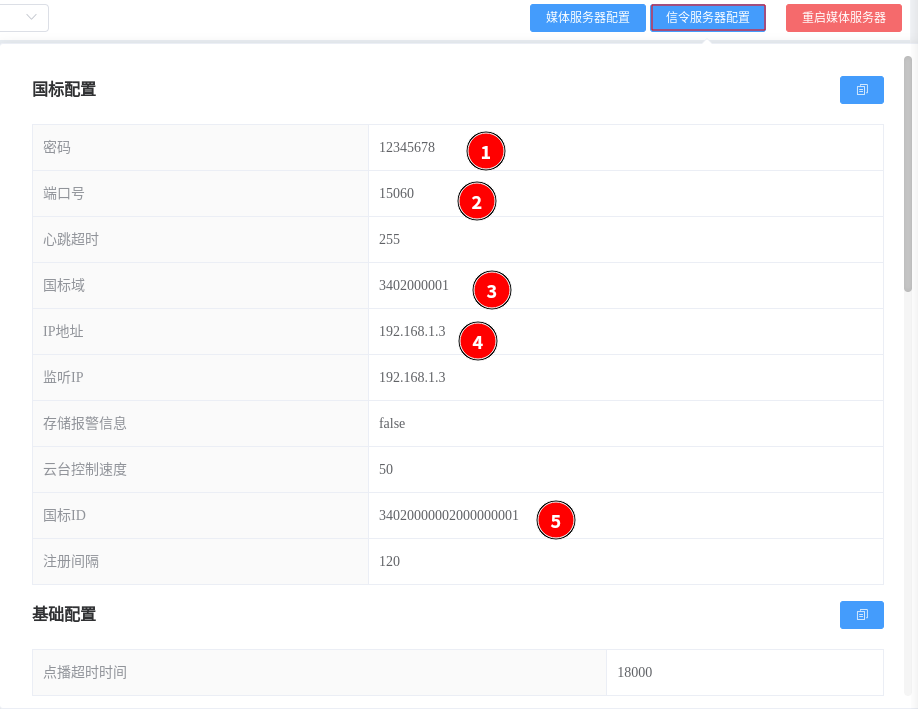 媒体服务器配置 信令服务器配置 重启媒体服务器
国标配置
密码 12345678 1
端口号 15060 2
心跳超时 255
国标域 3402000001 3
IP地址 192.168.1.3 4
监听IP 192.168.1.3
存储报警信息 false
云台控制速度 50
国标ID 34020000002000000001 5
注册间隔 120
基础配置
点播超时时间 18000